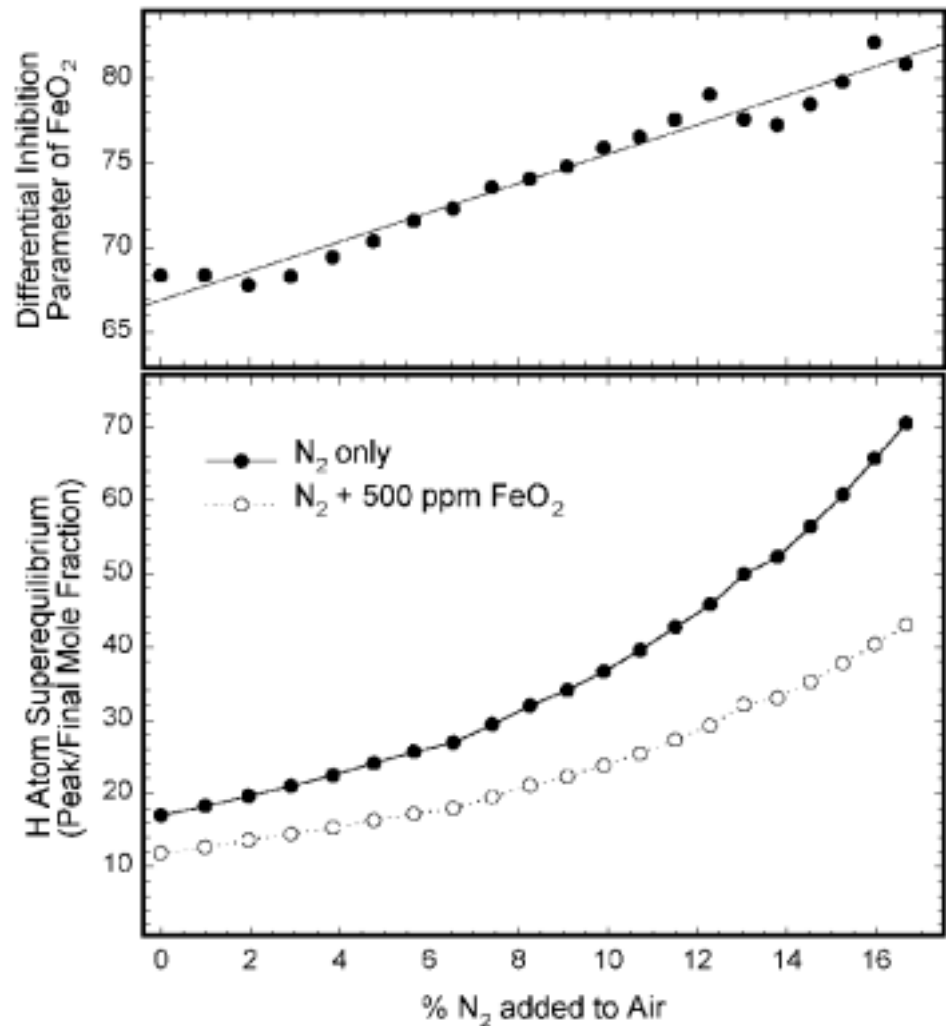 Differential Inhibition
Parameter of FeO₂
80
75
70
65
H Atom Superequilibrium
(Peak/Final Mole Fraction)
70
60
50
40
30
20
10
N₂ only
N₂ + 500 ppm FeO₂
0 2 4 6 8 10 12 14 16
% N₂ added to Air